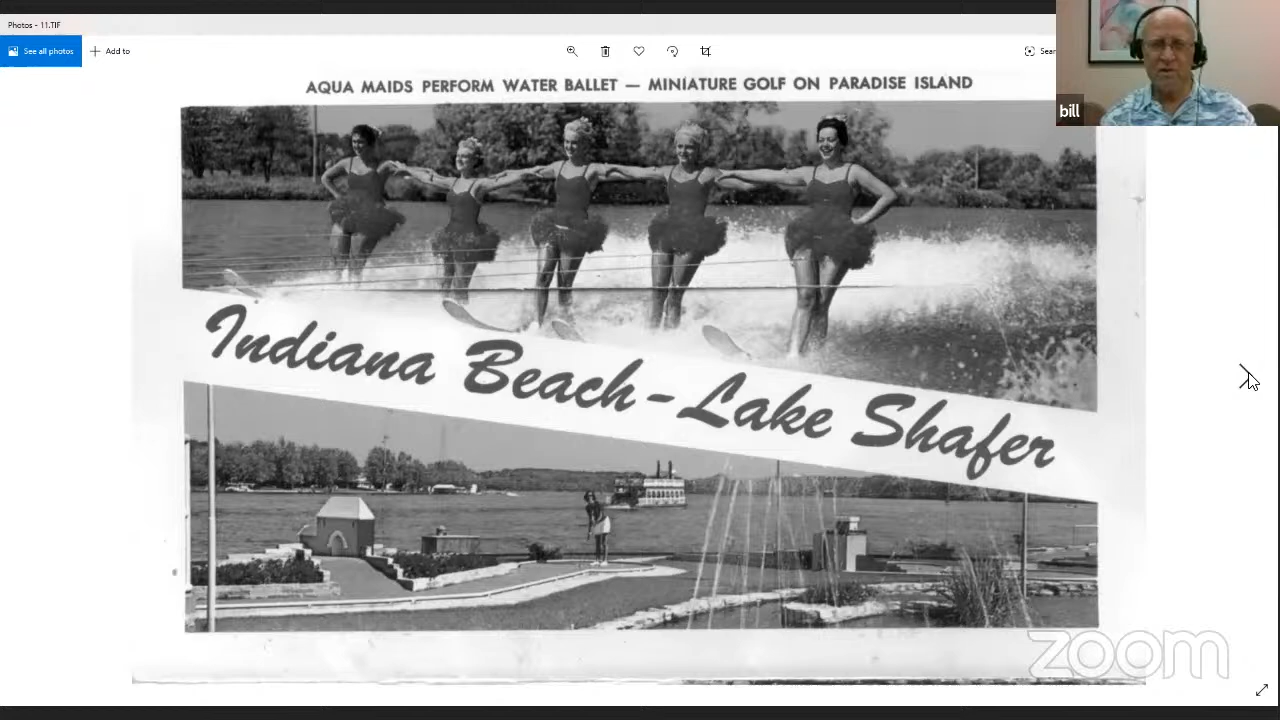 Photos - 11.TIF
See all photos
Add to
AQUA MAIDS PERFORM WATER BALLET — MINIATURE GOLF ON PARADISE ISLAND
bill
Indiana Beach - Lake Shafer
zoom